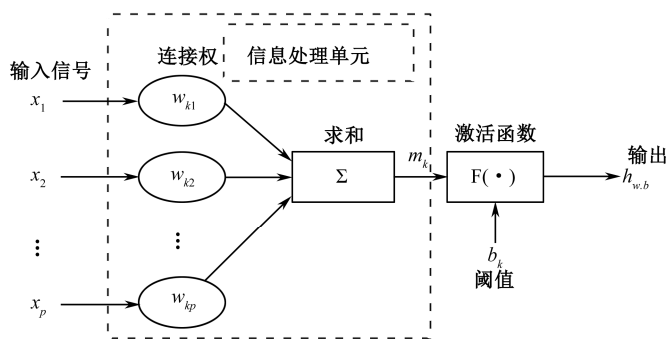 连接权
信息处理单元
输入信号
x1
wk1
求和
激活函数
输出
x2
wk2
Σ
mk
F(·)
hw.b
⋮
⋮
bk
阈值
xp
wkp